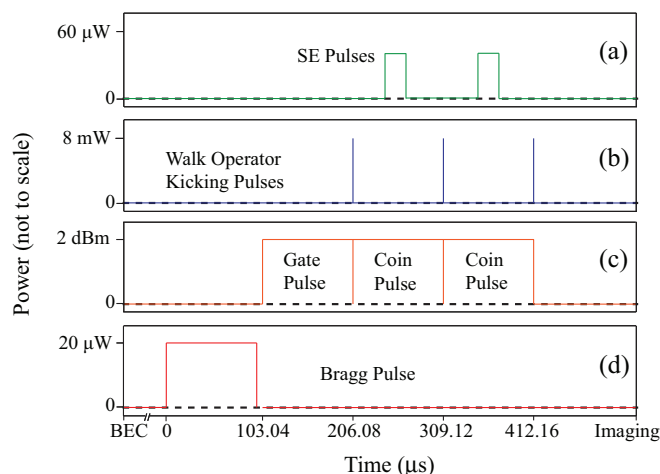 60 µW
SE Pulses
(a)
0
8 mW
Walk Operator
Kicking Pulses
(b)
0
2 dBm
Gate
Pulse
Coin
Pulse
Coin
Pulse
(c)
0
20 µW
Bragg Pulse
(d)
0
BEC 0 103.04 206.08 309.12 412.16 Imaging
Time (µs)
Power (not to scale)